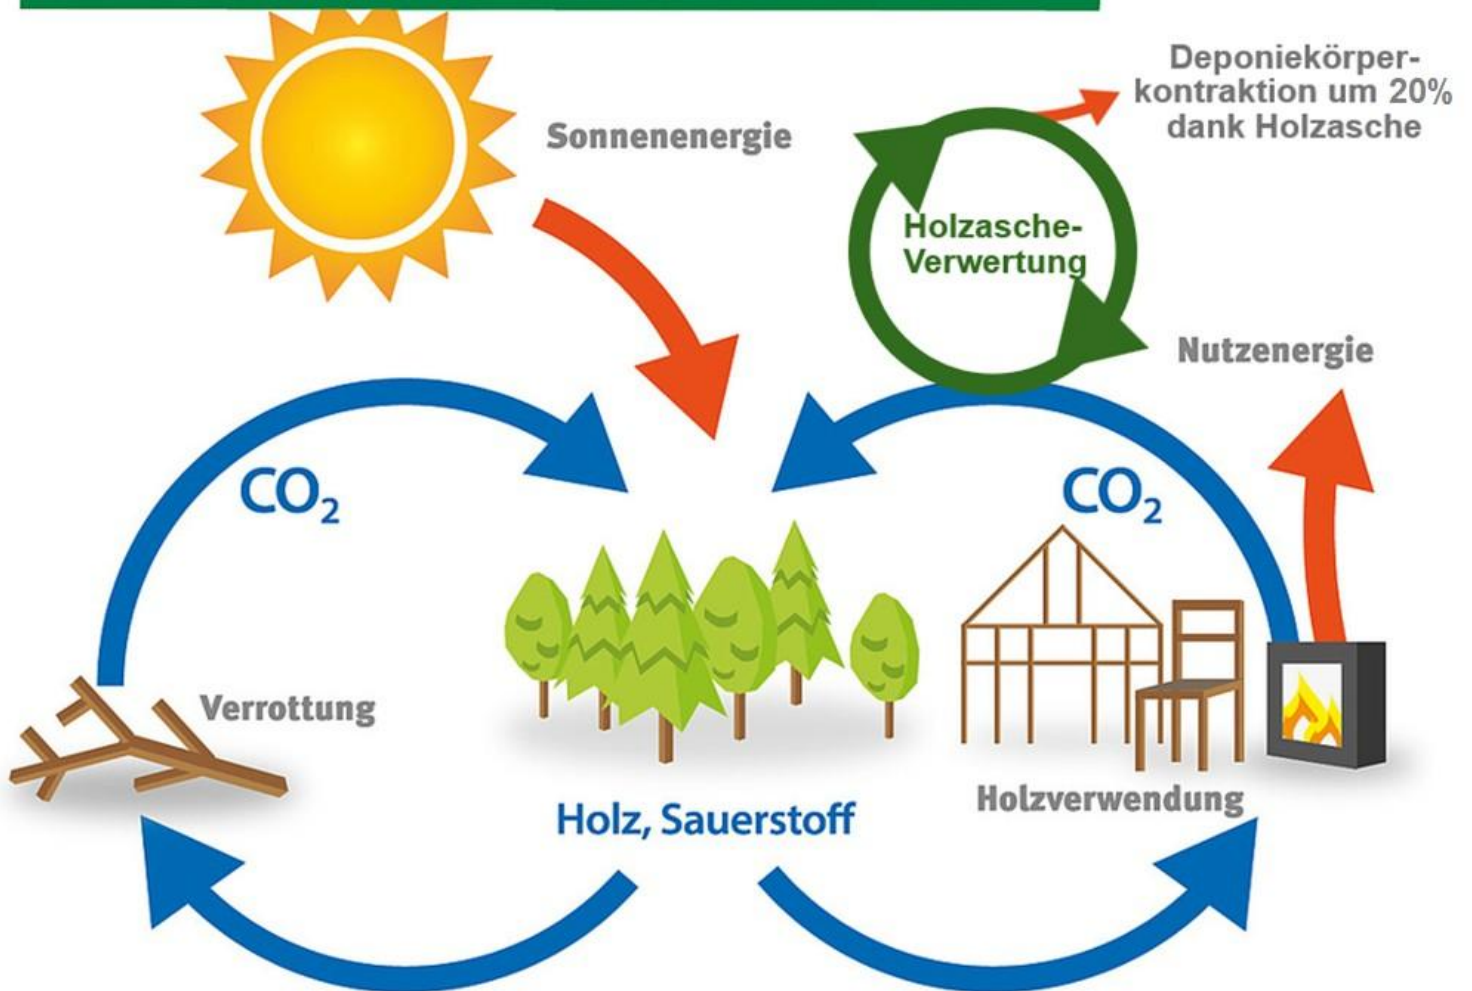 Deponiekörper-
kontraktion um 20%
dank Holzasche
Sonnenenergie
Holzasche-
Verwertung
Nutzenergie
CO₂
CO₂
Verrottung
Holz, Sauerstoff
Holzverwendung